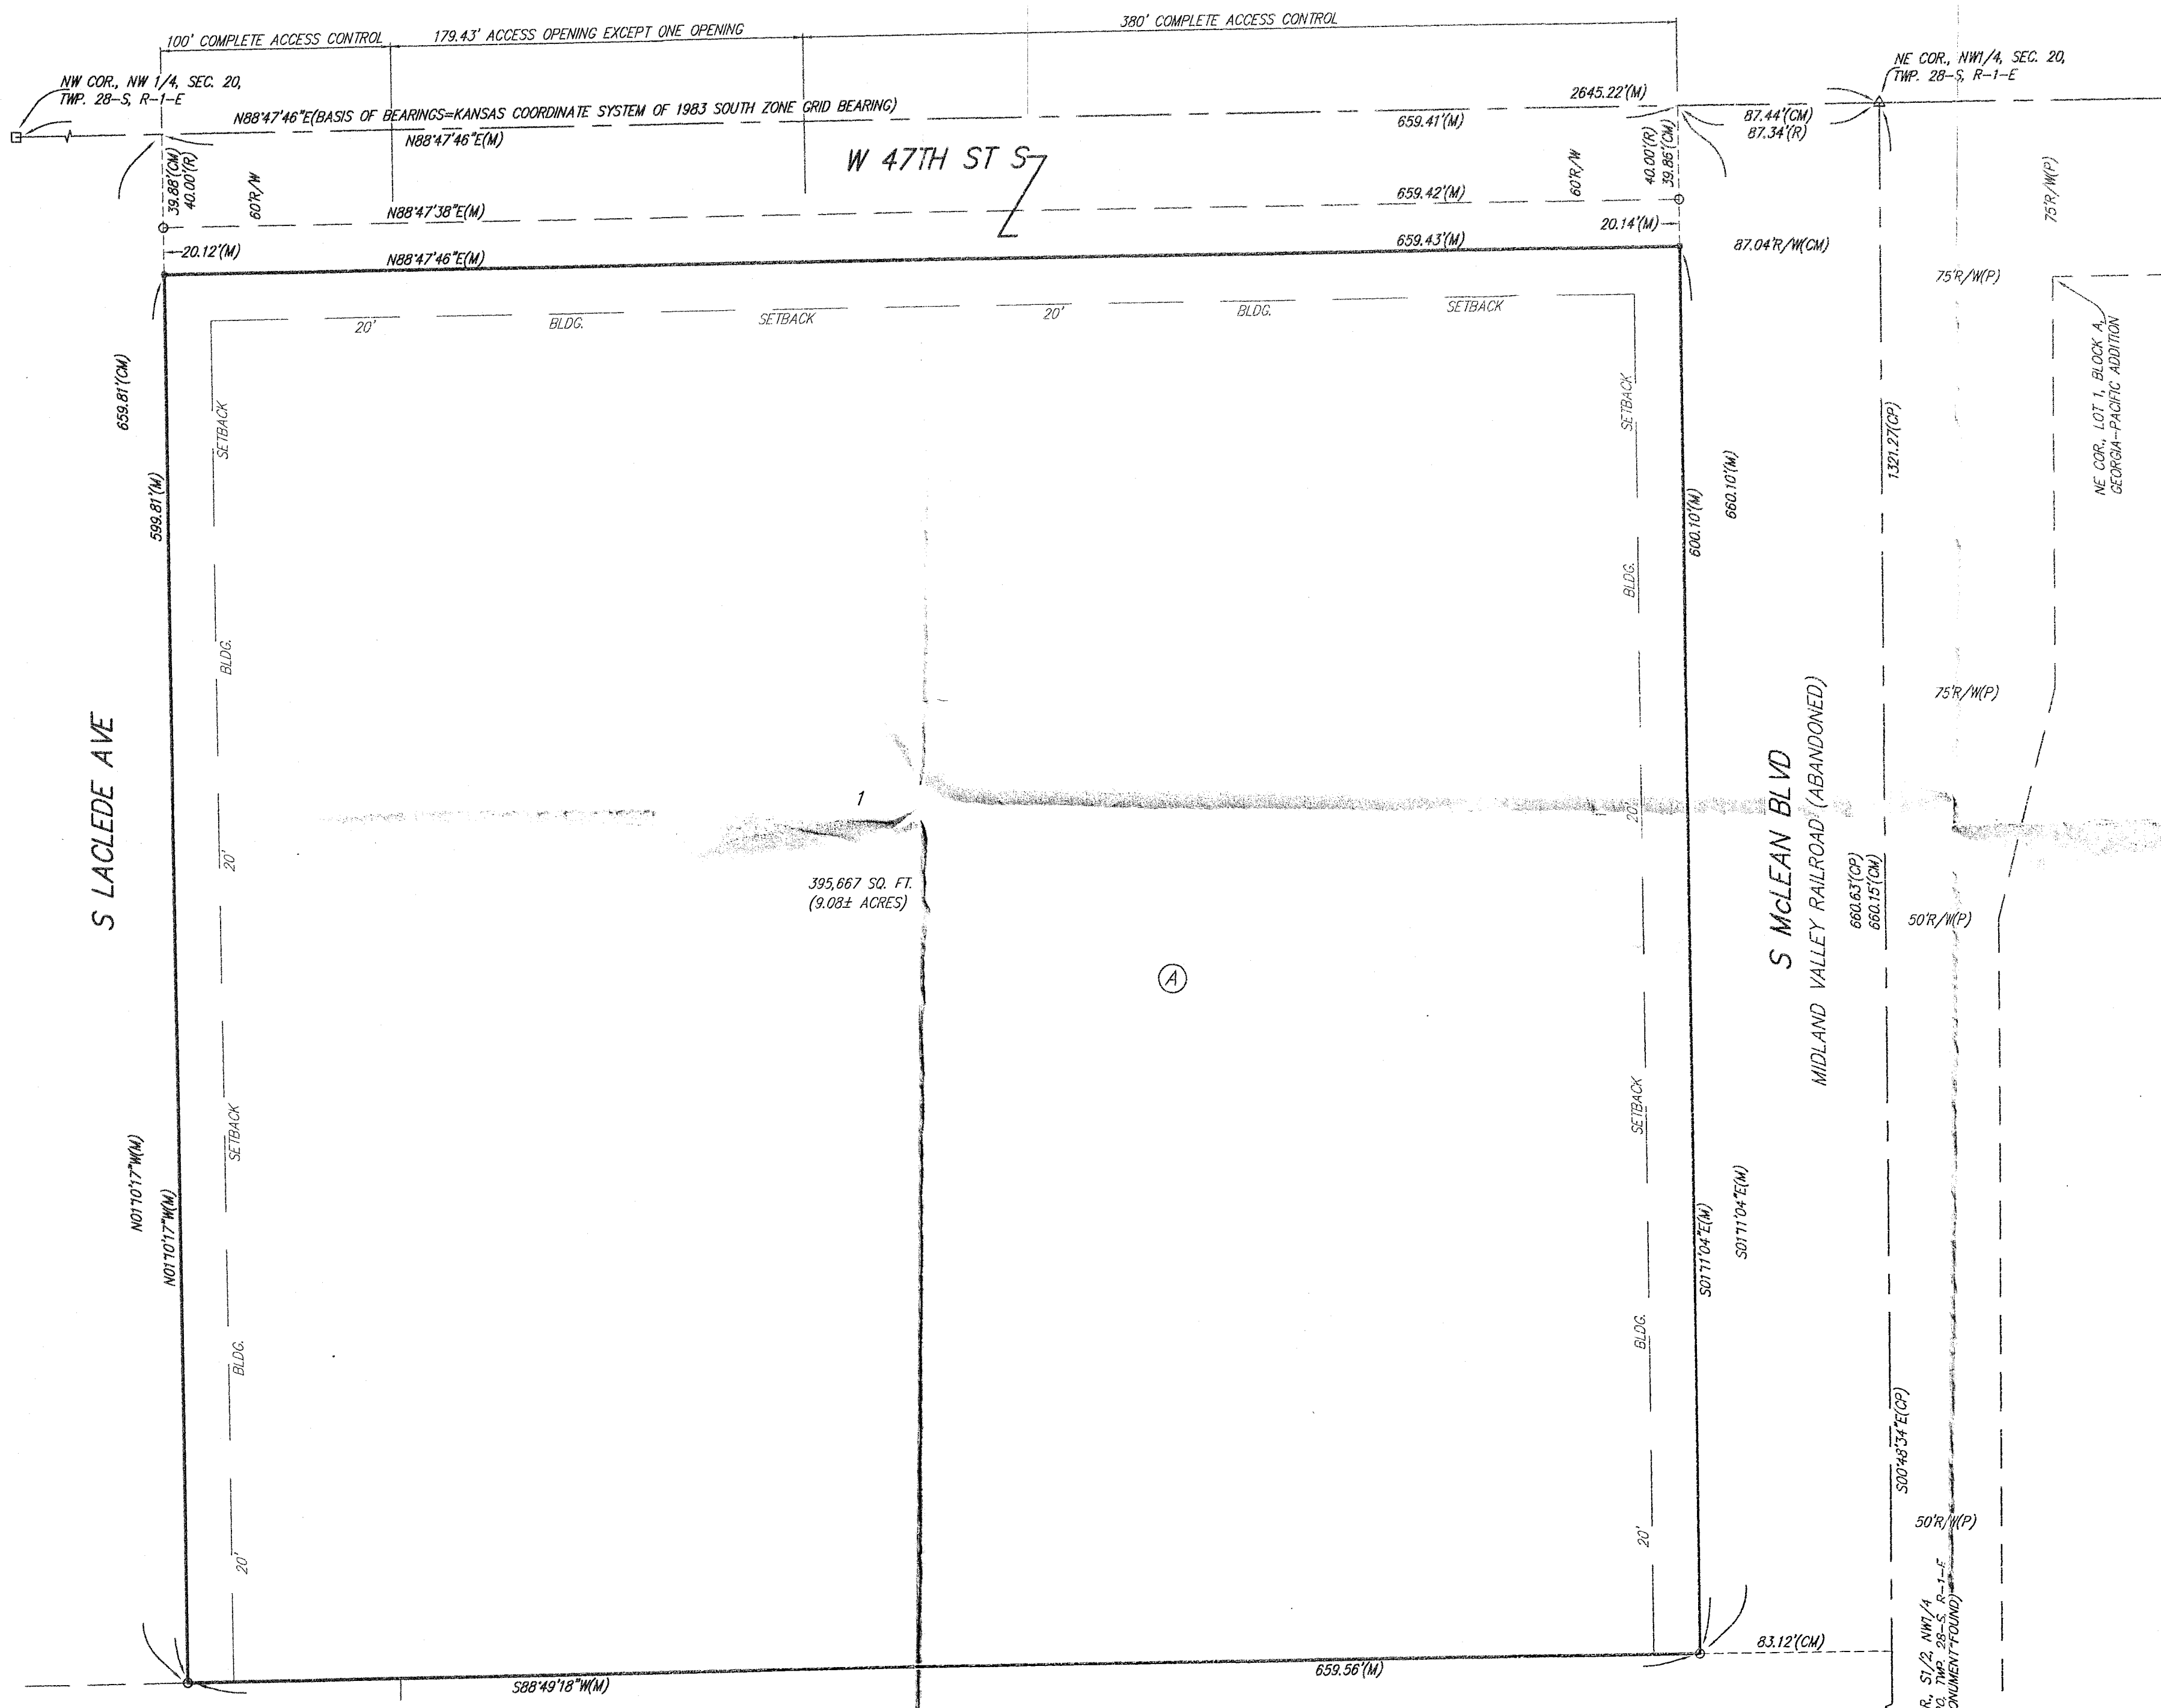 100' COMPLETE ACCESS CONTROL
179.43' ACCESS OPENING EXCEPT ONE OPENING
380' COMPLETE ACCESS CONTROL
NW COR., NW 1/4, SEC. 20,
TWP. 28-S, R-1-E
NE COR., NW1/4, SEC. 20,
TWP. 28-S, R-1-E
N88°47'46"E(BASIS OF BEARINGS=KANSAS COORDINATE SYSTEM OF 1983 SOUTH ZONE GRID BEARING)
2645.22'(M)
N88°47'46"E(M)
659.41'(M)
87.44'(CM)
87.34'(R)
39.88'(CM)
40.00'(R)
60'R/W
W 47TH ST S
60'R/W
40.00'(R)
39.86'(CM)
75'R/W(P)
N88°47'38"E(M)
659.42'(M)
20.12'(M)
20.14'(M)
N88°47'46"E(M)
659.43'(M)
87.04'R/W(CM)
75'R/W(P)
20'
BLDG.
SETBACK
20'
BLDG.
SETBACK
NE COR., LOT 1, BLOCK A,
GEORGIA-PACIFIC ADDITION
659.81'(CM)
599.81'(M)
SETBACK
SETBACK
660.10'(M)
600.10'(M)
1321.27(CP)
BLDG.
BLDG.
S LACLEDE AVE
1
20'
20'
395,667 SQ. FT.
(9.08± ACRES)
A
S McLEAN BLVD
MIDLAND VALLEY RAILROAD (ABANDONED)
75'R/W(P)
660.63'(CP)
660.15'(CM)
50'R/W(P)
SETBACK
SETBACK
N01°10'17"W(M)
N01°10'17"W(M)
S01°11'04"E(M)
S01°11'04"E(M)
BLDG.
BLDG.
S00°48'34"E(CP)
20'
20'
50'R/W(P)
R., S1/2, NW1/4
0, TWP. 28-S, R-1-E
83.12'(CM)
S88°49'18"W(M)
659.56'(M)